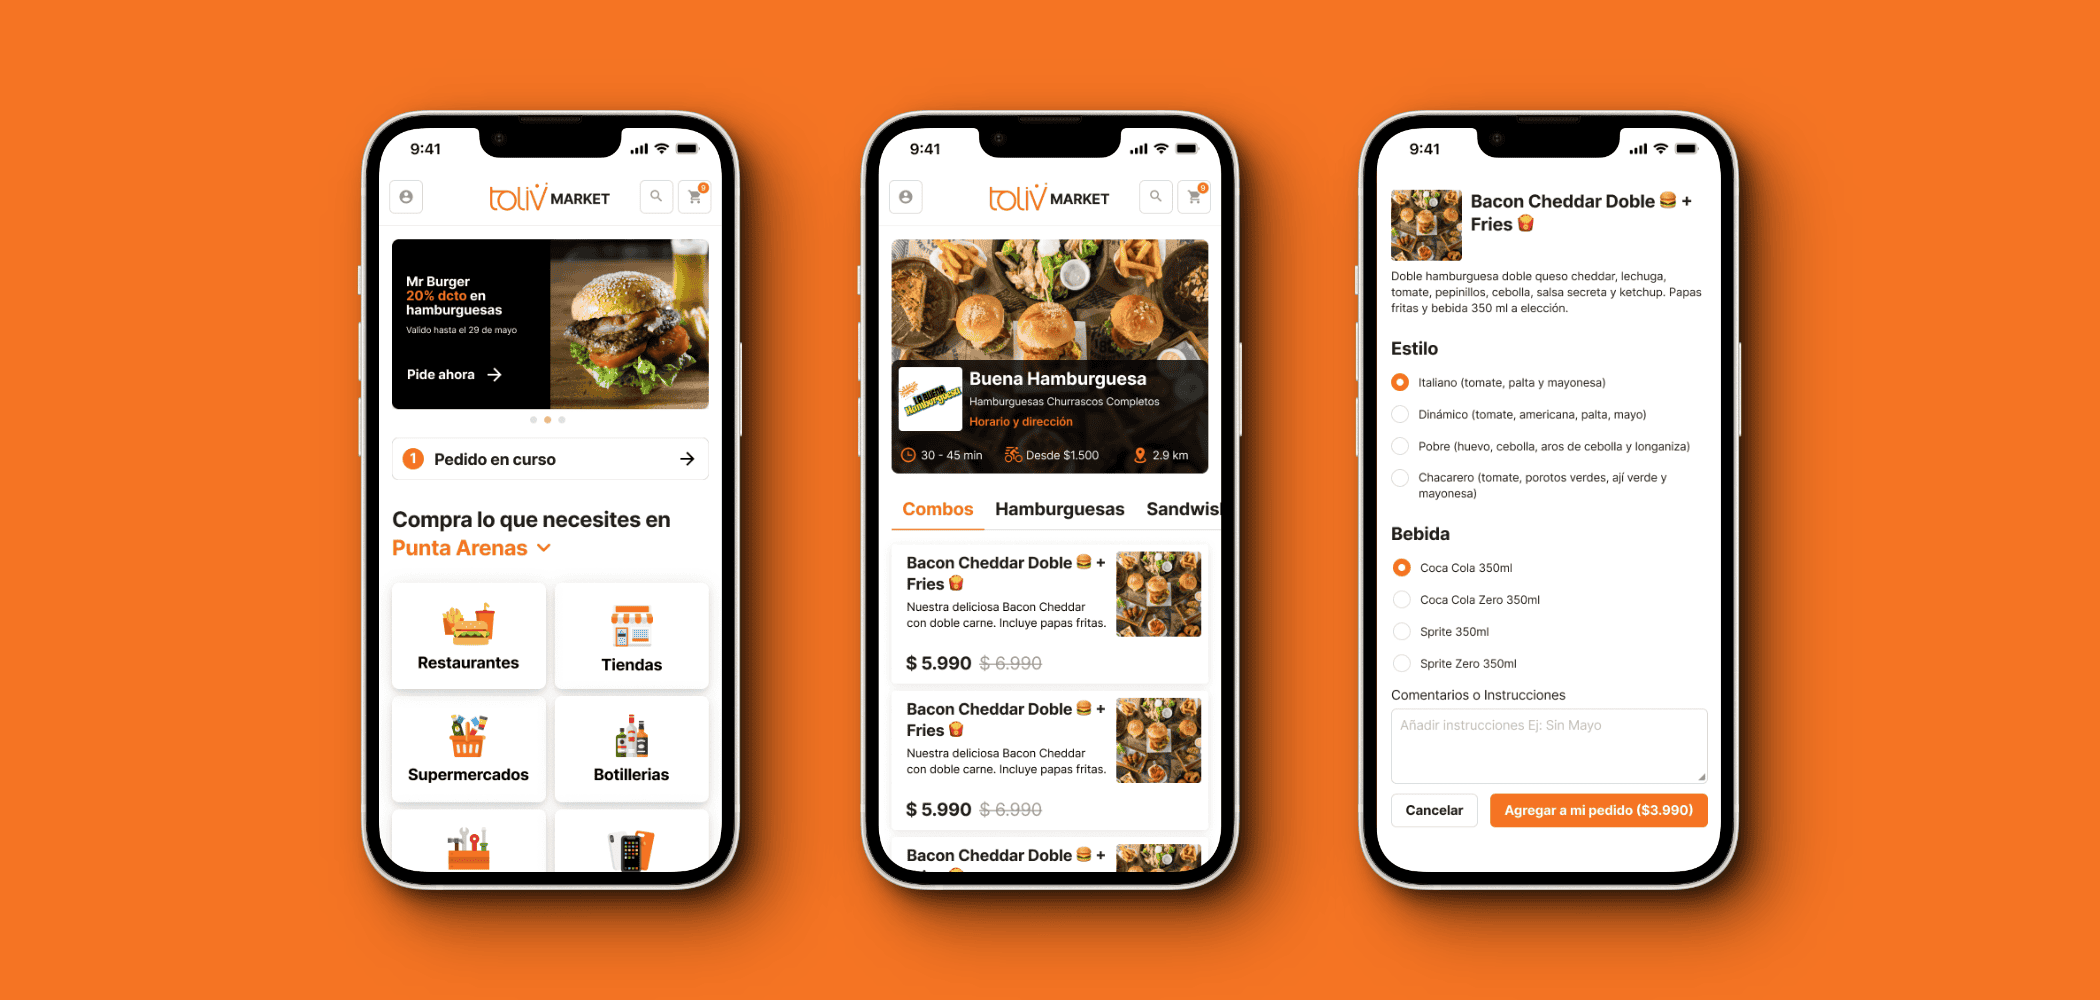 9:41
toliv MARKET
9
Mr Burger
20% dcto en
hamburguesas
Valido hasta el 29 de mayo
Pide ahora
1 Pedido en curso
Compra lo que necesites en
Punta Arenas
Restaurantes
Tiendas
Supermercados
Botillerias
9:41
toliv MARKET
9
La Buena
Hamburguesa
Buena Hamburguesa
Hamburguesas Churrascos Completos
Horario y dirección
30 - 45 min
Desde $1.500
2.9 km
Combos
Hamburguesas
Sandwis
Bacon Cheddar Doble 🍔 +
Fries 🍟
Nuestra deliciosa Bacon Cheddar
con doble carne. Incluye papas fritas.
$ 5.990 $ 6.990
Bacon Cheddar Doble 🍔 +
Fries 🍟
Nuestra deliciosa Bacon Cheddar
con doble carne. Incluye papas fritas.
$ 5.990 $ 6.990
Bacon Cheddar Doble 🍔 +
9:41
Bacon Cheddar Doble 🍔 +
Fries 🍟
Doble hamburguesa doble queso cheddar, lechuga,
tomate, pepinillos, cebolla, salsa secreta y ketchup. Papas
fritas y bebida 350 ml a elección.
Estilo
Italiano (tomate, palta y mayonesa)
Dinámico (tomate, americana, palta, mayo)
Pobre (huevo, cebolla, aros de cebolla y longaniza)
Chacarero (tomate, porotos verdes, ají verde y
mayonesa)
Bebida
Coca Cola 350ml
Coca Cola Zero 350ml
Sprite 350ml
Sprite Zero 350ml
Comentarios o Instrucciones
Añadir instrucciones Ej: Sin Mayo
Cancelar
Agregar a mi pedido ($3.990)